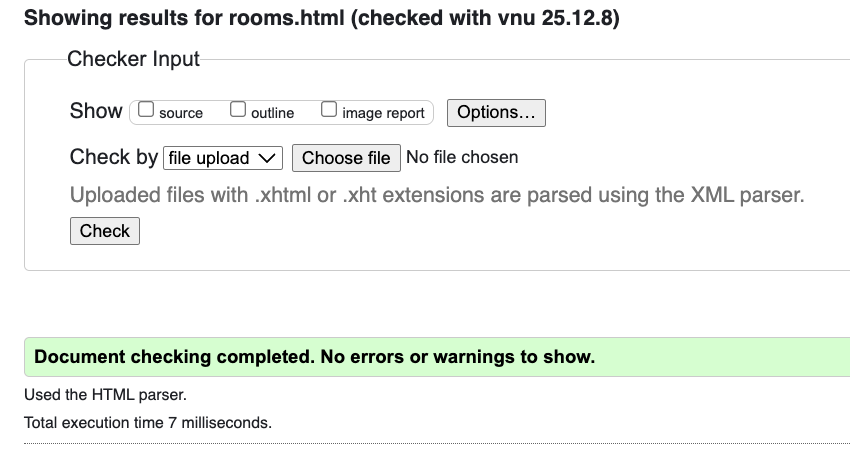 Showing results for rooms.html (checked with vnu 25.12.8)
Checker Input
Show source outline image report Options...
Check by file upload Choose file No file chosen
Uploaded files with .xhtml or .xht extensions are parsed using the XML parser.
Check
Document checking completed. No errors or warnings to show.
Used the HTML parser.
Total execution time 7 milliseconds.